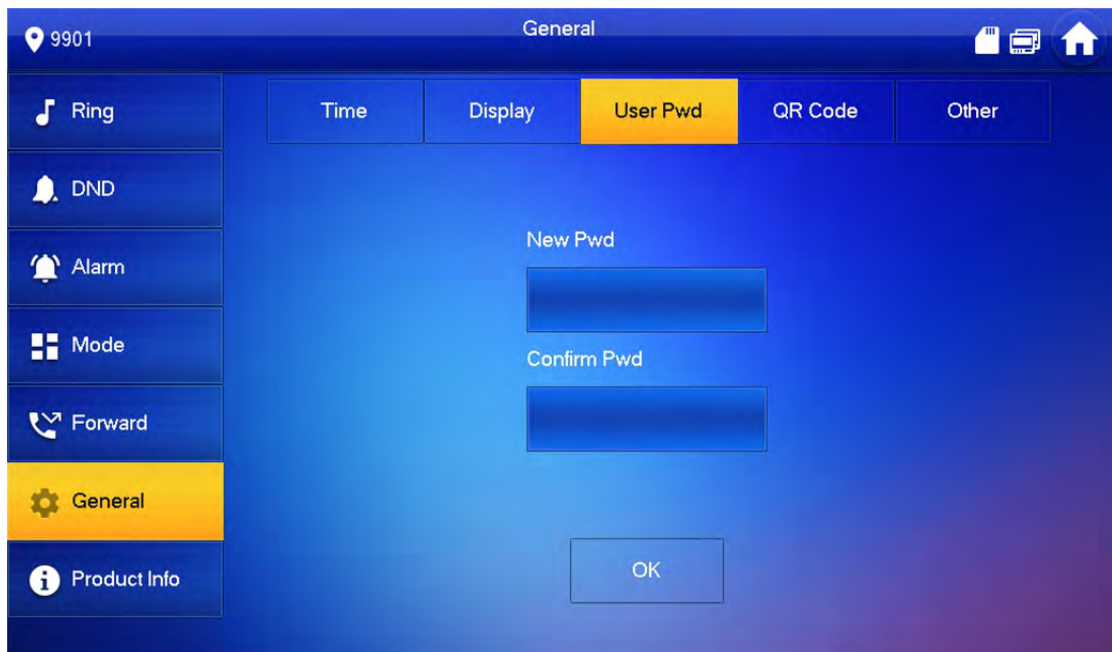 9901
General
Ring
Time
Display
User Pwd
QR Code
Other
DND
Alarm
Mode
Forward
General
Product Info
New Pwd
Confirm Pwd
OK